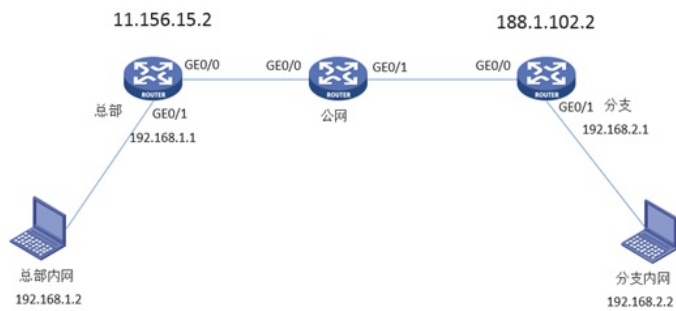 11.156.15.2
188.1.102.2
GE0/0
GE0/0
GE0/1
GE0/0
ROUTER
ROUTER
ROUTER
总部
GE0/1
公网
GE0/1
分支
192.168.1.1
192.168.2.1
总部内网
192.168.1.2
分支内网
192.168.2.2